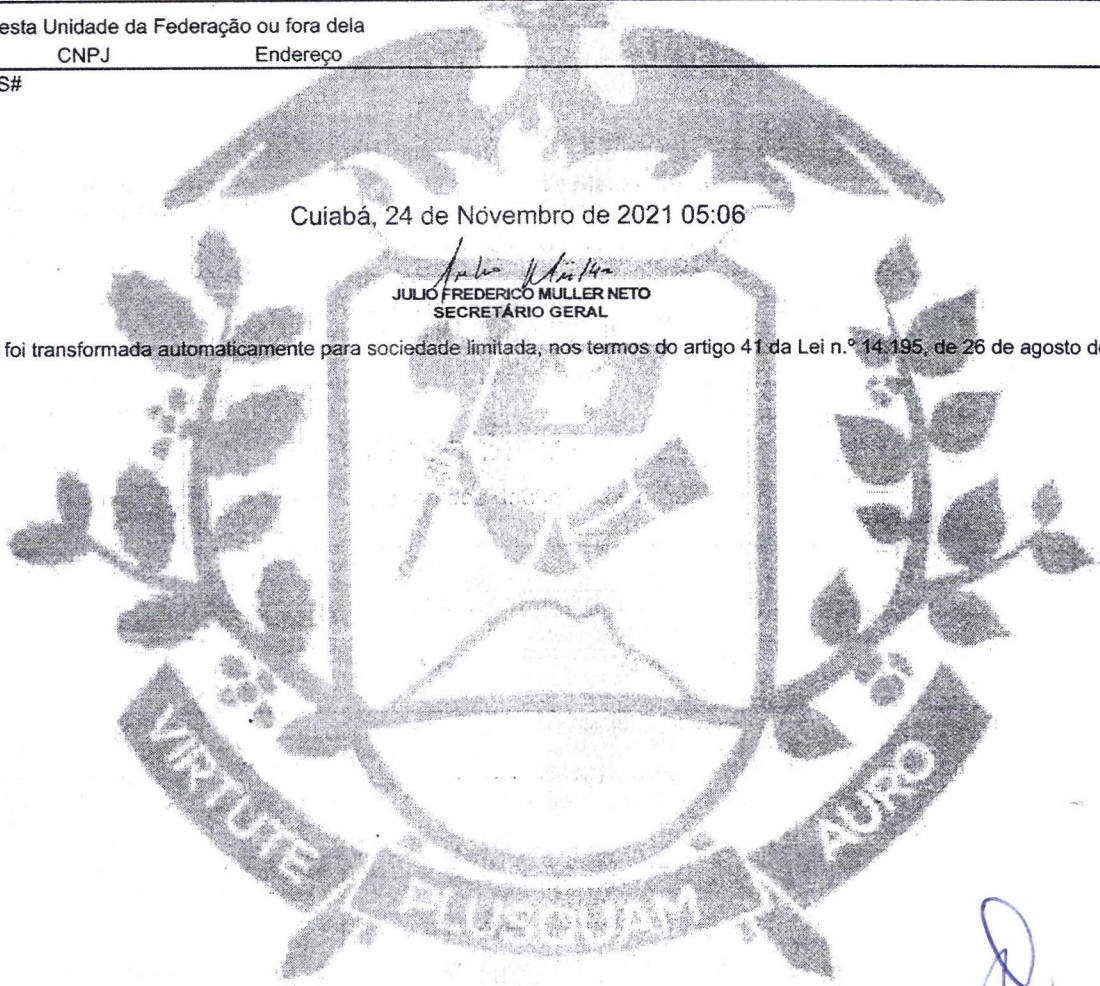 esta Unidade da Federação ou fora dela
CNPJ Endereço
S#
Cuiabá, 24 de Novembro de 2021 05:06
JULIO FREDERICO MULLER NETO
SECRETÁRIO GERAL
foi transformada automaticamente para sociedade limitada, nos termos do artigo 41 da Lei n.º 14.195, de 26 de agosto de
VIRTUTE
PLUSQUAM
AURO